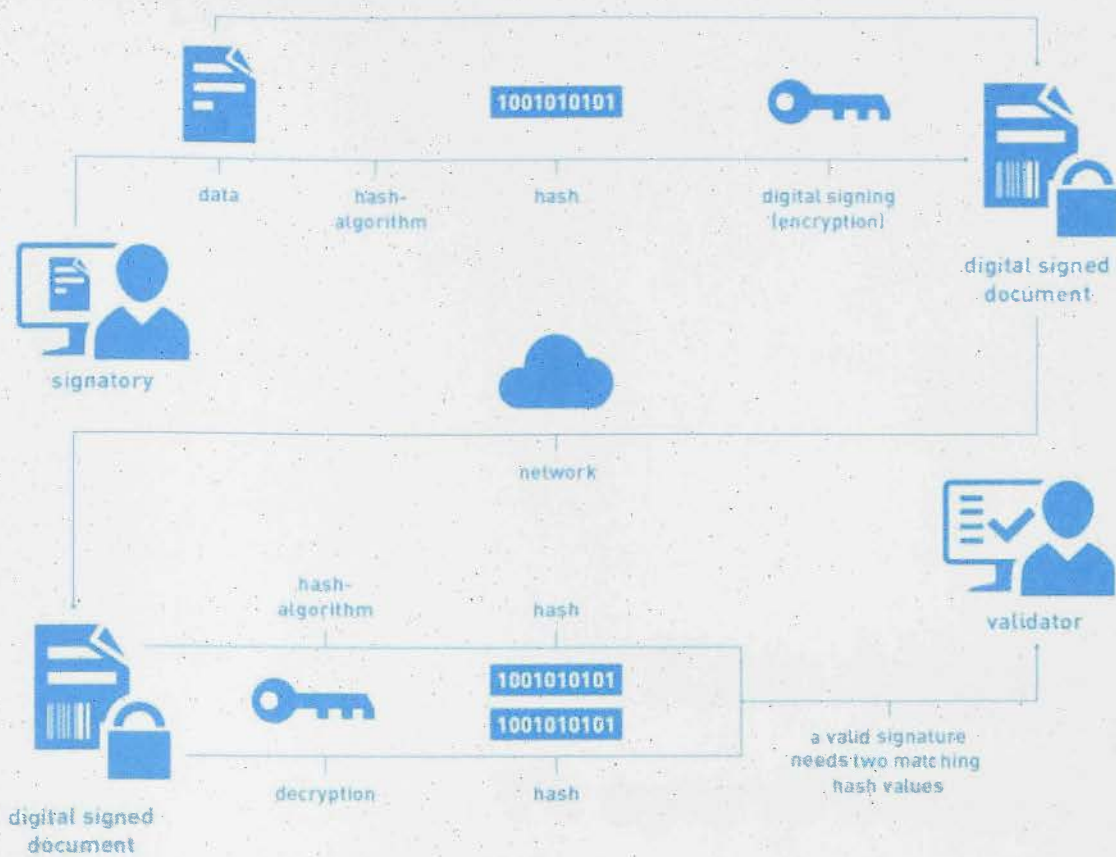 1001010101
data
hash-
algorithm
hash
digital signing
(encryption)
digital signed
document
signatory
network
validator
hash-
algorithm
hash
1001010101
1001010101
decryption
hash
a valid signature
needs two matching
hash values
digital signed
document